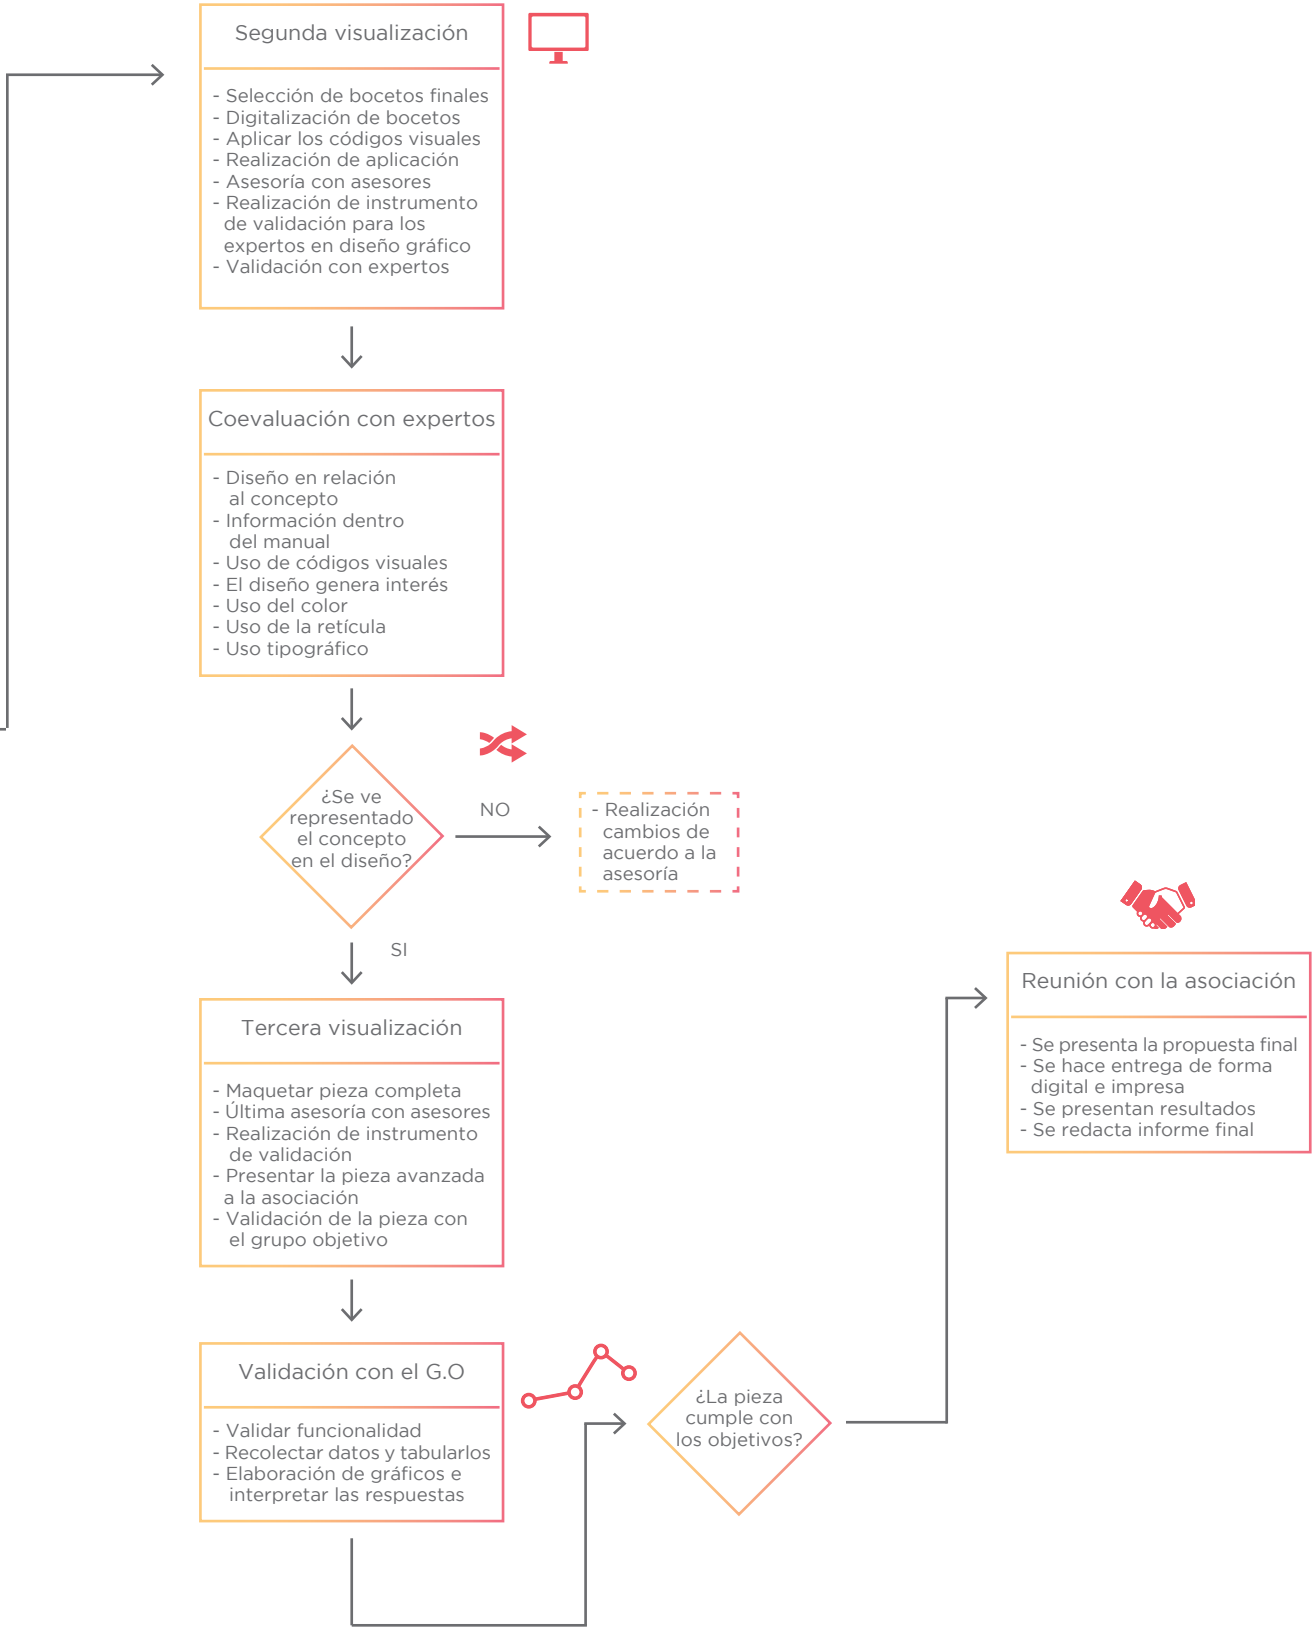 Segunda visualización
- Selección de bocetos finales
- Digitalización de bocetos
- Aplicar los códigos visuales
- Realización de aplicación
- Asesoría con asesores
- Realización de instrumento
de validación para los
expertos en diseño gráfico
- Validación con expertos
Coevaluación con expertos
- Diseño en relación
al concepto
- Información dentro
del manual
- Uso de códigos visuales
- El diseño genera interés
- Uso del color
- Uso de la retícula
- Uso tipográfico
¿Se ve
representado
el concepto
en el diseño?
NO
- Realización
cambios de
acuerdo a la
asesoría
SI
Tercera visualización
- Maquetar pieza completa
- Última asesoría con asesores
- Realización de instrumento
de validación
- Presentar la pieza avanzada
a la asociación
- Validación de la pieza con
el grupo objetivo
Validación con el G.O
- Validar funcionalidad
- Recolectar datos y tabularlos
- Elaboración de gráficos e
interpretar las respuestas
¿La pieza
cumple con
los objetivos?
Reunión con la asociación
- Se presenta la propuesta final
- Se hace entrega de forma
digital e impresa
- Se presentan resultados
- Se redacta informe final